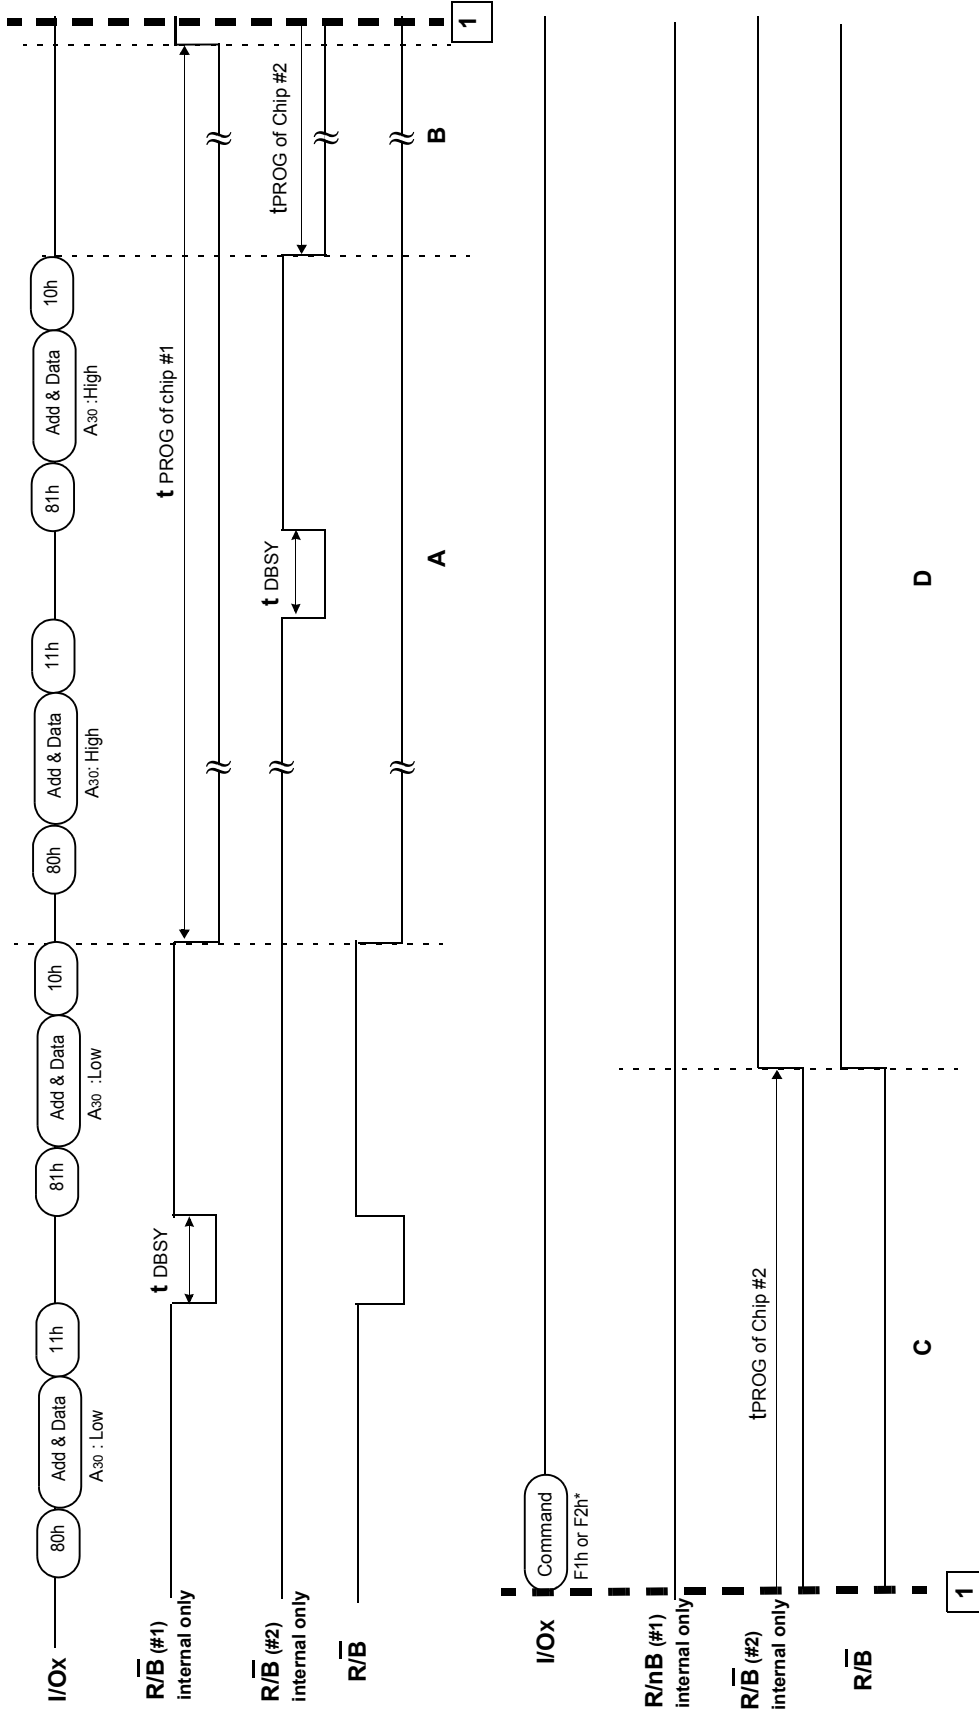 I/Ox
80h
Add & Data
11h
81h
Add & Data
10h
80h
Add & Data
11h
81h
Add & Data
10h
A30 : Low
A30 :Low
A30: High
A30 :High
R/B (#1)
internal only
t DBSY
t PROG of chip #1
R/B (#2)
internal only
t DBSY
tPROG of Chip #2
R/B
A
B
1
I/Ox
Command
F1h or F2h*
R/nB (#1)
internal only
R/B (#2)
internal only
tPROG of Chip #2
R/B
C
D
1